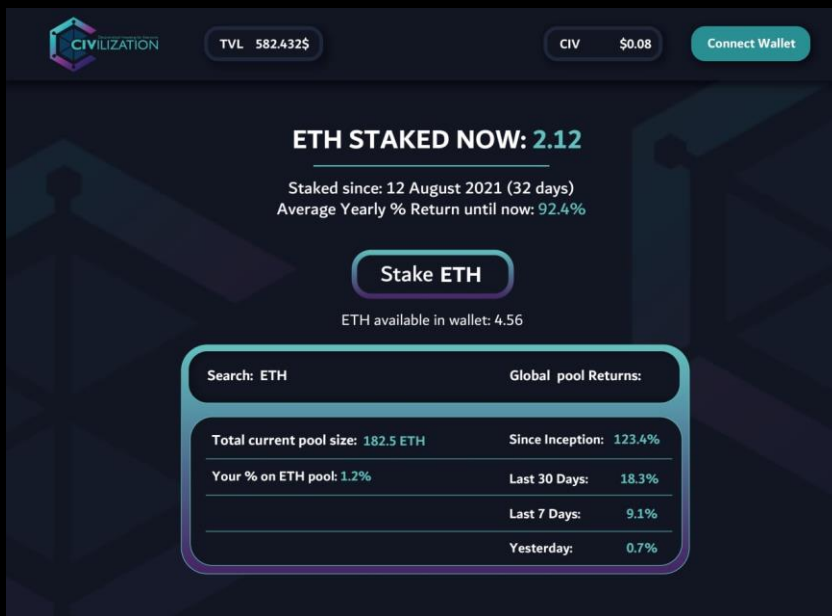 CIVILIZATION
TVL 582.432$
CIV $0.08
Connect Wallet
ETH STAKED NOW: 2.12
Staked since: 12 August 2021 (32 days)
Average Yearly % Return until now: 92.4%
Stake ETH
ETH available in wallet: 4.56
Search: ETH
Global pool Returns:
Total current pool size: 182.5 ETH
Since Inception: 123.4%
Your % on ETH pool: 1.2%
Last 30 Days: 18.3%
Last 7 Days: 9.1%
Yesterday: 0.7%